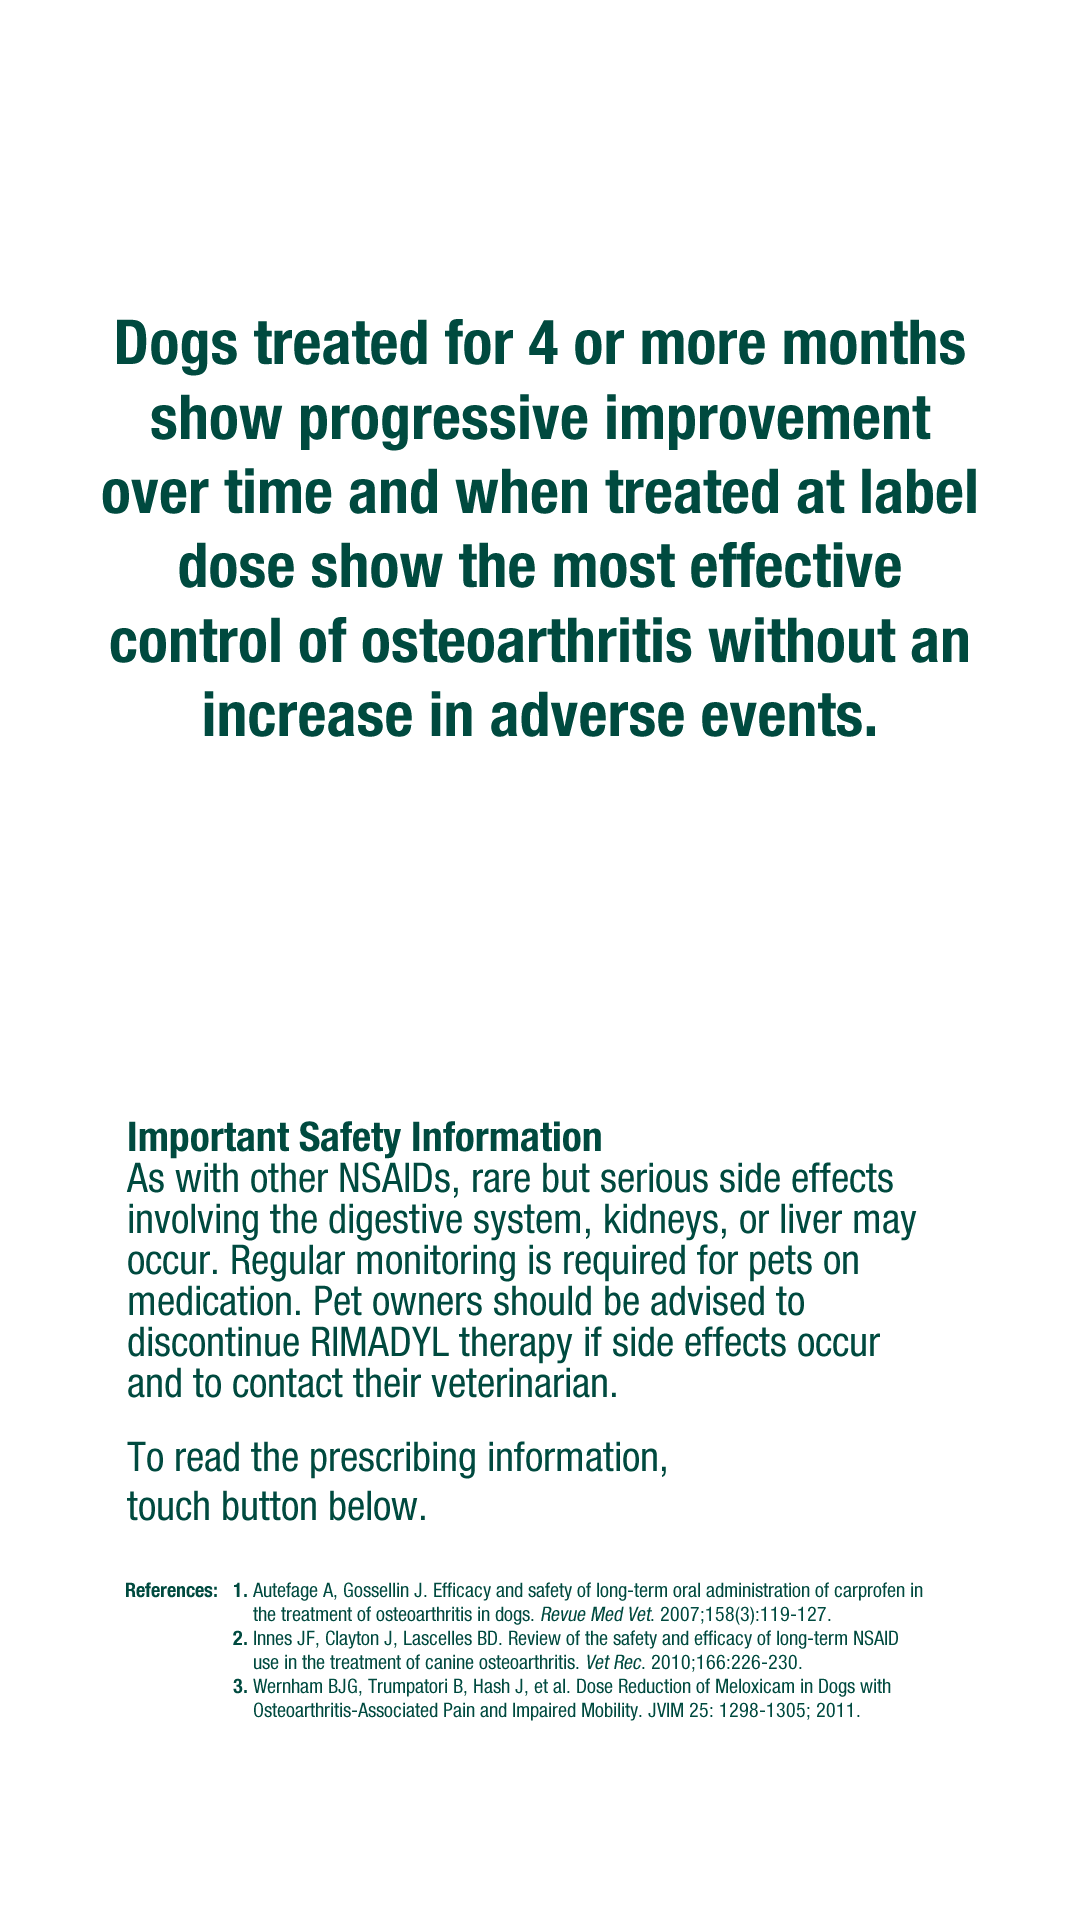 Dogs treated for 4 or more months
show progressive improvement
over time and when treated at label
dose show the most effective
control of osteoarthritis without an
increase in adverse events.
Important Safety Information
As with other NSAIDs, rare but serious side effects
involving the digestive system, kidneys, or liver may
occur. Regular monitoring is required for pets on
medication. Pet owners should be advised to
discontinue RIMADYL therapy if side effects occur
and to contact their veterinarian.
To read the prescribing information,
touch button below.
References: 1. Autefage A, Gossellin J. Efficacy and safety of long-term oral administration of carprofen in
the treatment of osteoarthritis in dogs. Revue Med Vet. 2007;158(3):119-127.
2. Innes JF, Clayton J, Lascelles BD. Review of the safety and efficacy of long-term NSAID
use in the treatment of canine osteoarthritis. Vet Rec. 2010;166:226-230.
3. Wernham BJG, Trumpatori B, Hash J, et al. Dose Reduction of Meloxicam in Dogs with
Osteoarthritis-Associated Pain and Impaired Mobility. JVIM 25: 1298-1305; 2011.